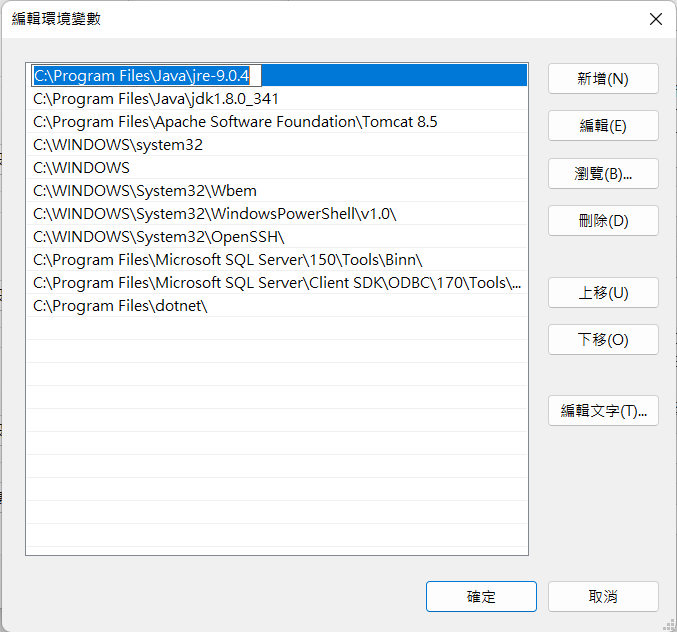 編輯環境變數
C:\Program Files\Java\jre-9.0.4
C:\Program Files\Java\jdk1.8.0_341
C:\Program Files\Apache Software Foundation\Tomcat 8.5
C:\WINDOWS\system32
C:\WINDOWS
C:\WINDOWS\System32\Wbem
C:\WINDOWS\System32\WindowsPowerShell\v1.0\
C:\WINDOWS\System32\OpenSSH\
C:\Program Files\Microsoft SQL Server\150\Tools\Binn\
C:\Program Files\Microsoft SQL Server\Client SDK\ODBC\170\Tools\...
C:\Program Files\dotnet\
新增(N)
編輯(E)
瀏覽(B)...
刪除(D)
上移(U)
下移(O)
編輯文字(T)...
確定
取消